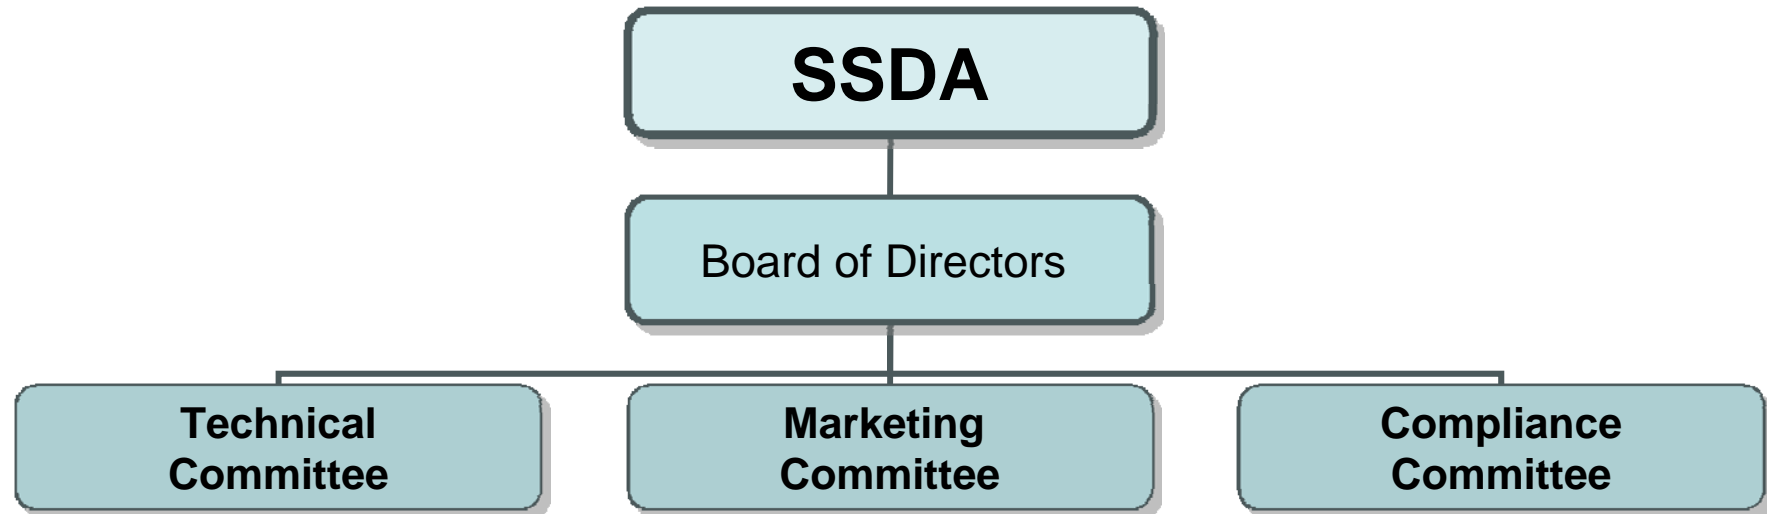 SSDA
Board of Directors
Technical
Committee
Marketing
Committee
Compliance
Committee